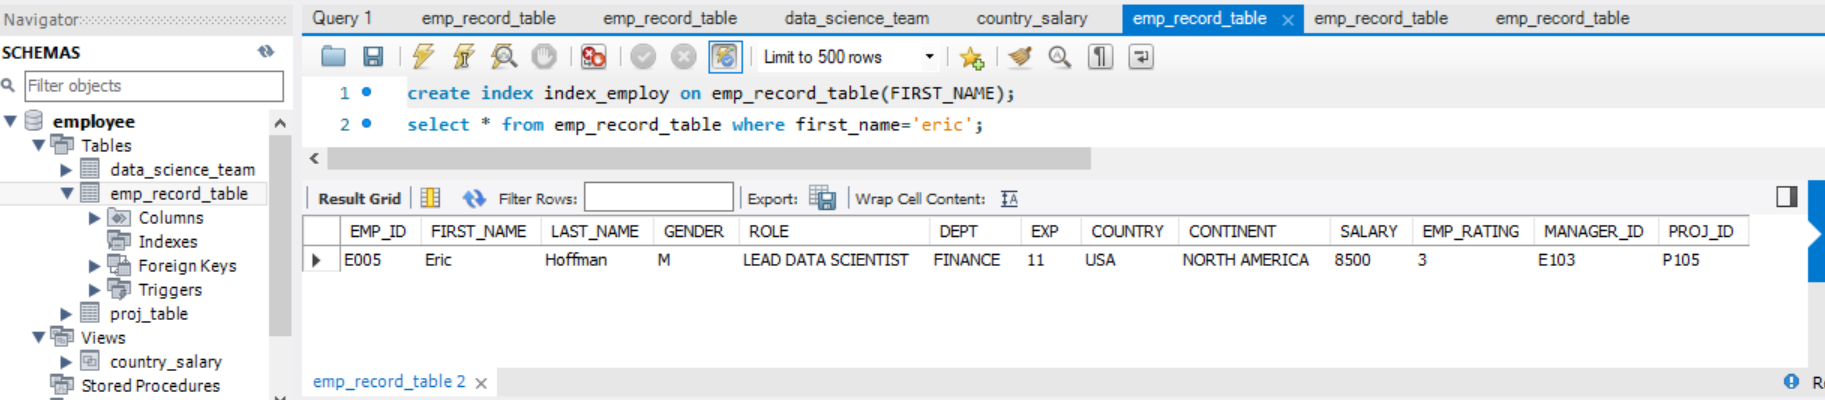 Navigator
SCHEMAS
Filter objects
employee
Tables
data_science_team
emp_record_table
Columns
Indexes
Foreign Keys
Triggers
proj_table
Views
country_salary
Stored Procedures
Query 1 emp_record_table emp_record_table data_science_team country_salary emp_record_table emp_record_table emp_record_table
Limit to 500 rows
1 create index index_employ on emp_record_table(FIRST_NAME);
2 select * from emp_record_table where first_name='eric';
Result Grid Filter Rows: Export: Wrap Cell Content:
EMP_ID FIRST_NAME LAST_NAME GENDER ROLE DEPT EXP COUNTRY CONTINENT SALARY EMP_RATING MANAGER_ID PROJ_ID
E005 Eric Hoffman M LEAD DATA SCIENTIST FINANCE 11 USA NORTH AMERICA 8500 3 E103 P105
emp_record_table 2